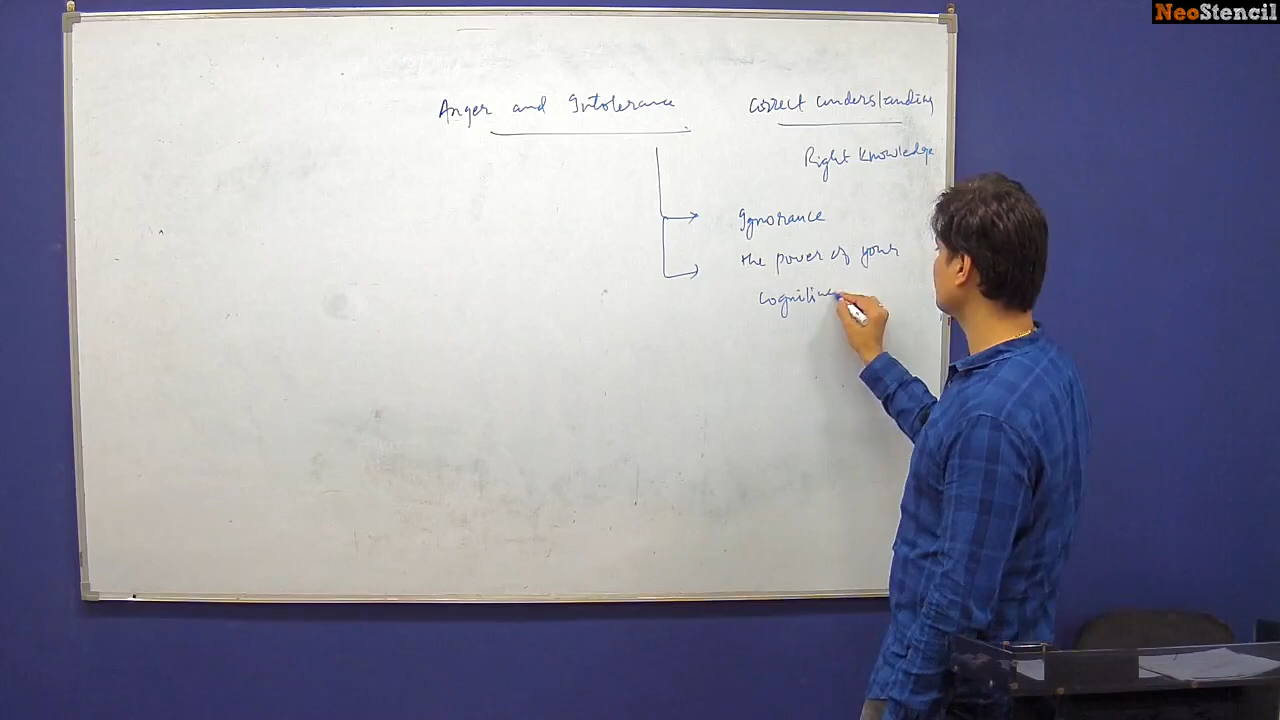 NeoStencil
Anger and Intolerance
Correct understanding
Right Knowledge
Ignorance
the power of your
cognitive